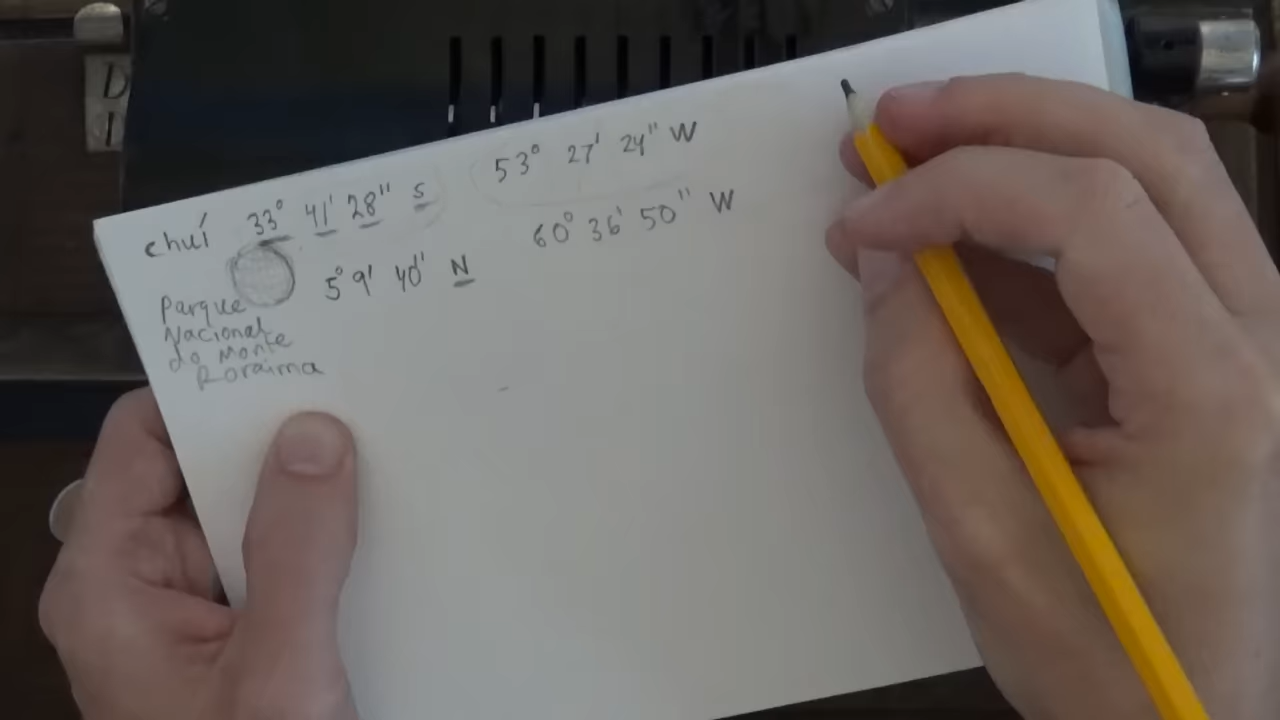 chuí 33° 41' 28" S 53° 27' 24" W
5° 9' 40" N 60° 36' 50" W
Parque
Nacional
do Monte
Roraima